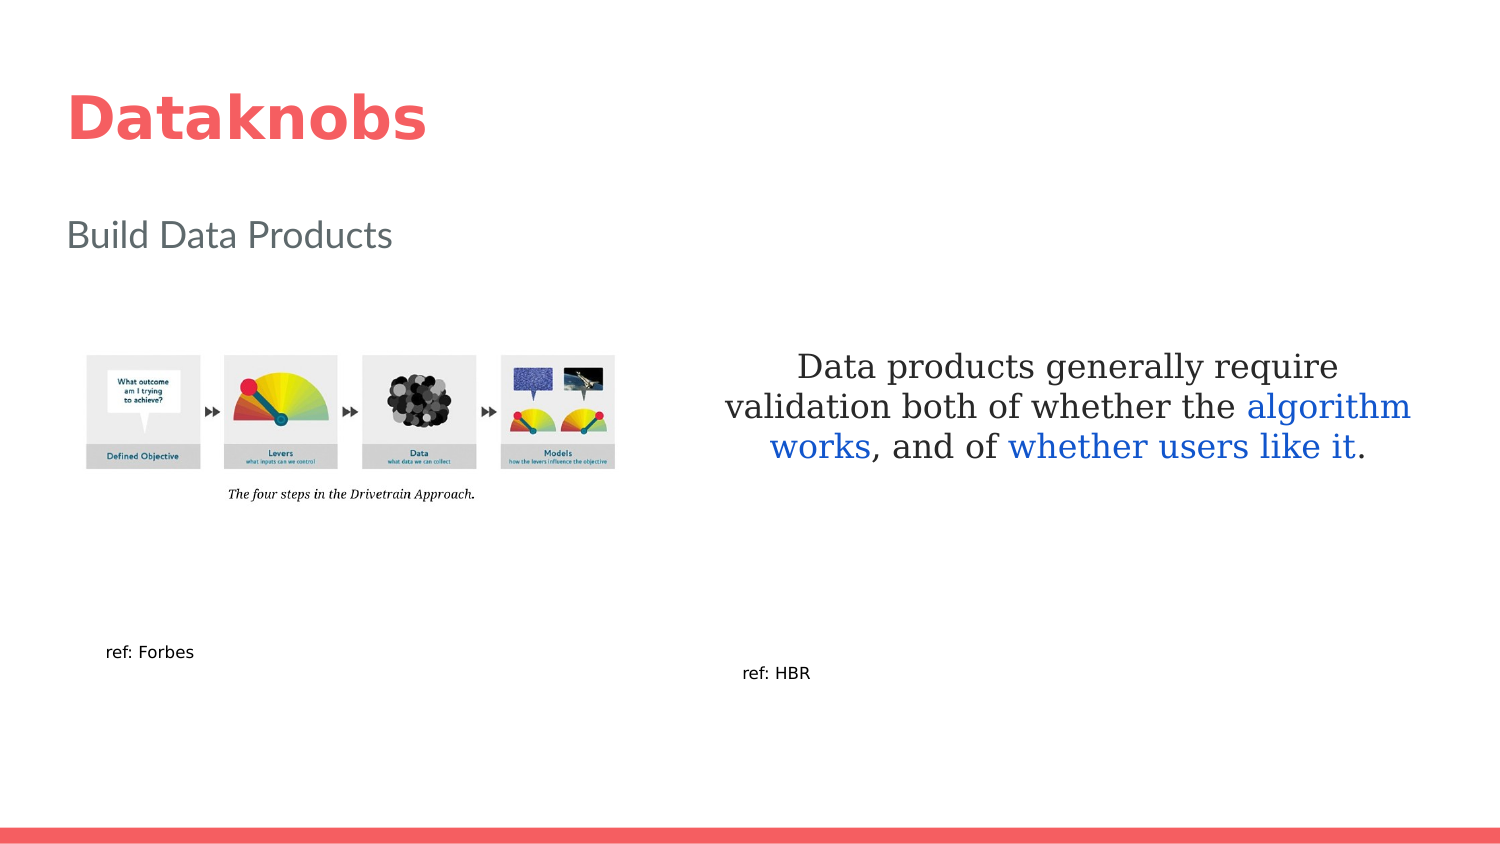 Dataknobs
Build Data Products
What outcome
am I trying
to achieve?
Defined Objective
Levers
what inputs can we control
Data
what data we can collect
Models
how the levers influence the objective
The four steps in the Drivetrain Approach.
Data products generally require
validation both of whether the algorithm
works, and of whether users like it.
ref: Forbes
ref: HBR